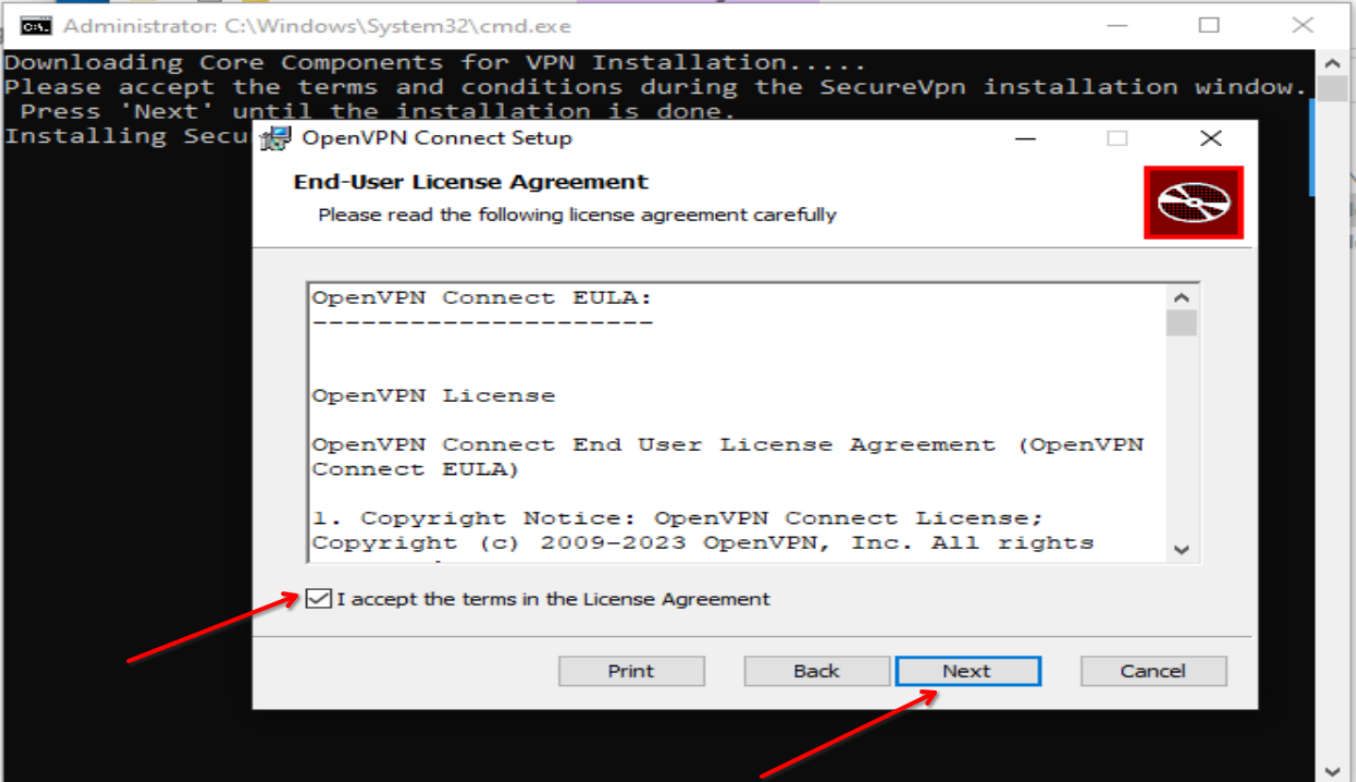 Administrator: C:\Windows\System32\cmd.exe
Downloading Core Components for VPN Installation.....
Please accept the terms and conditions during the SecureVpn installation window.
Press 'Next' until the installation is done.
Installing Secu
OpenVPN Connect Setup
End-User License Agreement
Please read the following license agreement carefully
OpenVPN Connect EULA:
---------------------
OpenVPN License
OpenVPN Connect End User License Agreement (OpenVPN
Connect EULA)
1. Copyright Notice: OpenVPN Connect License;
Copyright (c) 2009-2023 OpenVPN, Inc. All rights
I accept the terms in the License Agreement
Print Back Next Cancel